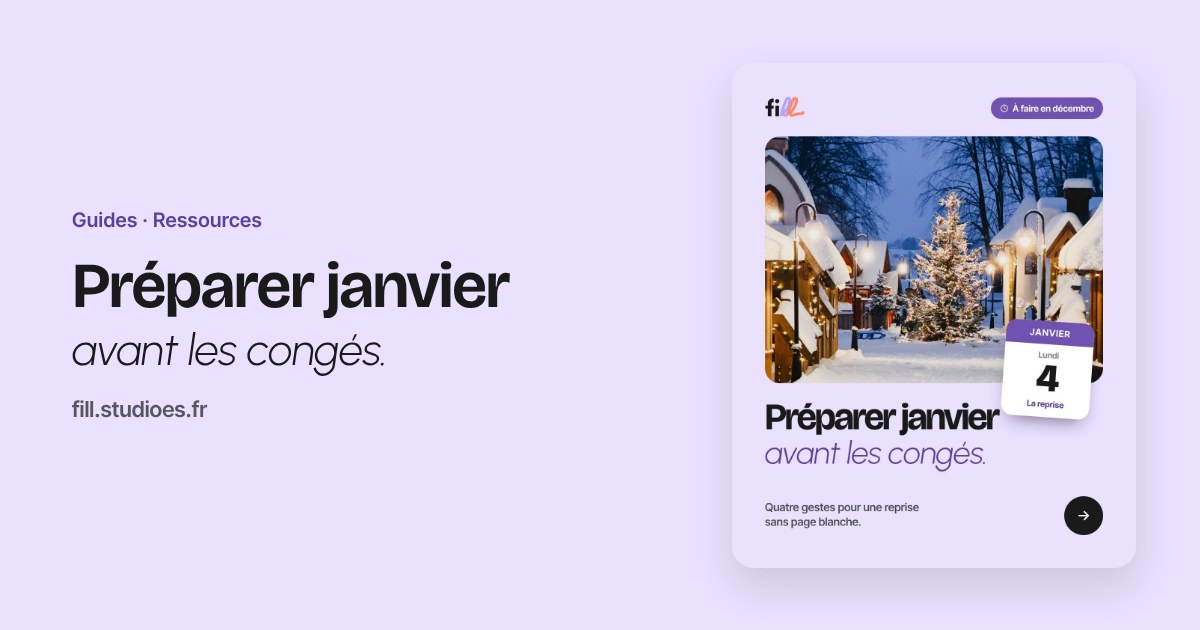 Guides · Ressources
Préparer janvier
avant les congés.
fill.studioes.fr
fill
À faire en décembre
JANVIER
Lundi
4
La reprise
Préparer janvier
avant les congés.
Quatre gestes pour une reprise
sans page blanche.